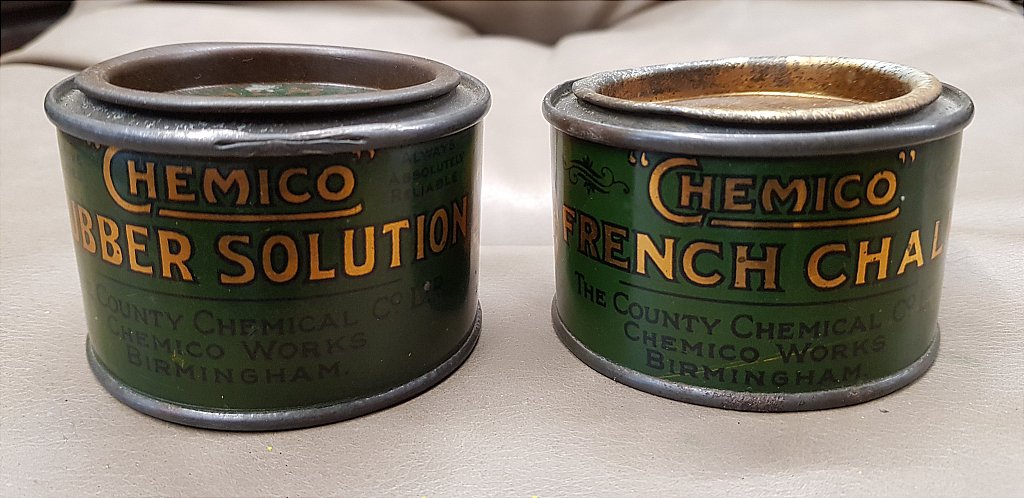 "CHEMICO"
ALWAYS
ABSOLUTELY
RELIABLE
UBBER SOLUTION
COUNTY CHEMICAL CO LTD
CHEMICO WORKS
BIRMINGHAM.
"CHEMICO"
FRENCH CHAL
THE COUNTY CHEMICAL CO
CHEMICO WORKS
BIRMINGHAM.